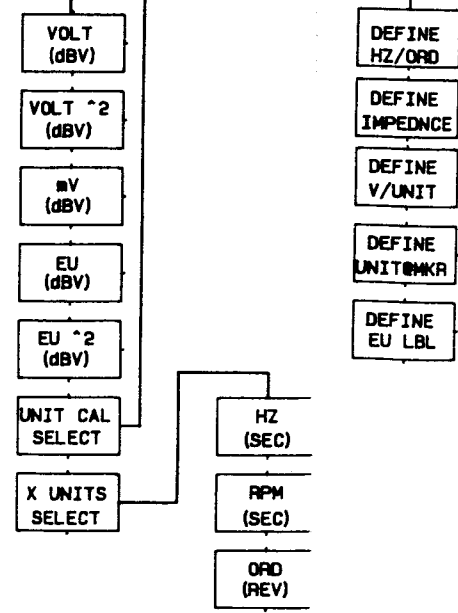 VOLT
(dBV)
VOLT ^2
(dBV)
mV
(dBV)
EU
(dBV)
EU ^2
(dBV)
UNIT CAL
SELECT
X UNITS
SELECT
HZ
(SEC)
RPM
(SEC)
ORD
(REV)
DEFINE
HZ/ORD
DEFINE
IMPEDNCE
DEFINE
V/UNIT
DEFINE
UNIT@MKR
DEFINE
EU LBL